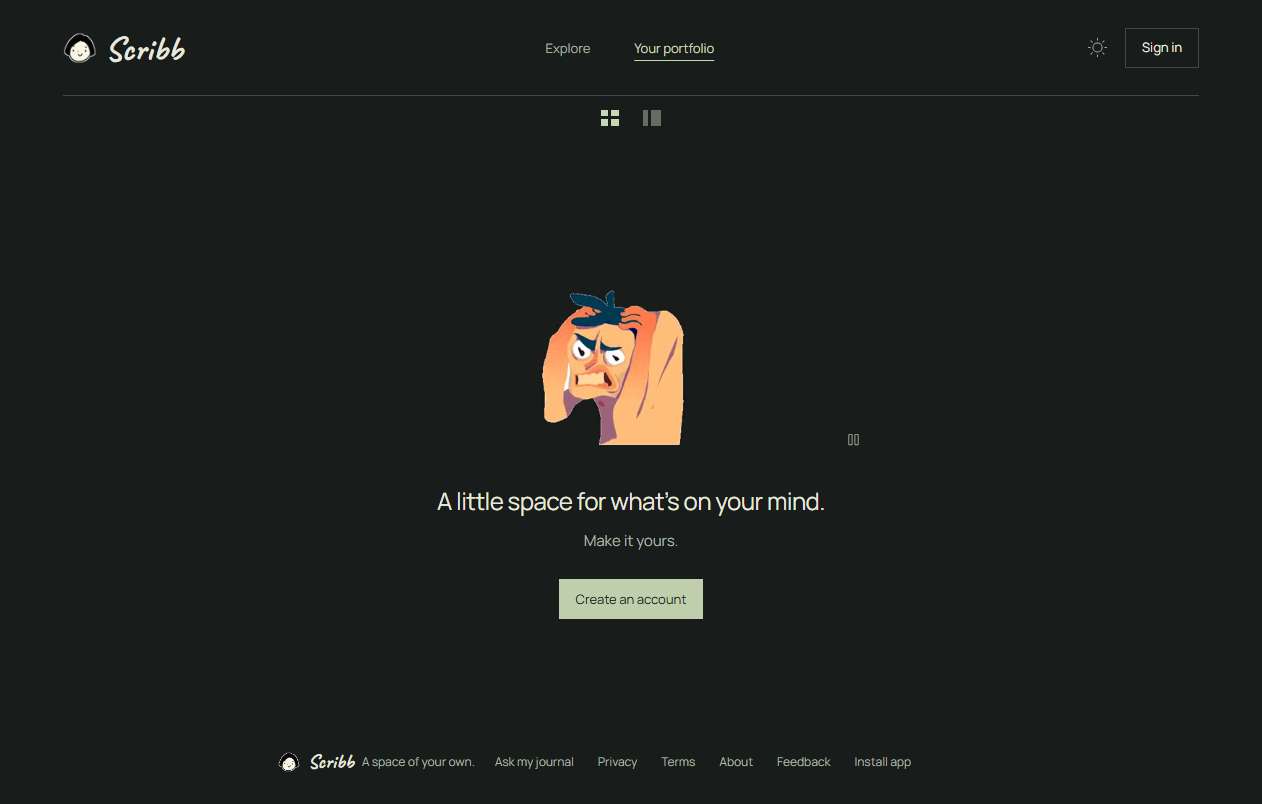 Scribb
Explore
Your portfolio
Sign in
A little space for what's on your mind.
Make it yours.
Create an account
Scribb A space of your own. Ask my journal Privacy Terms About Feedback Install app